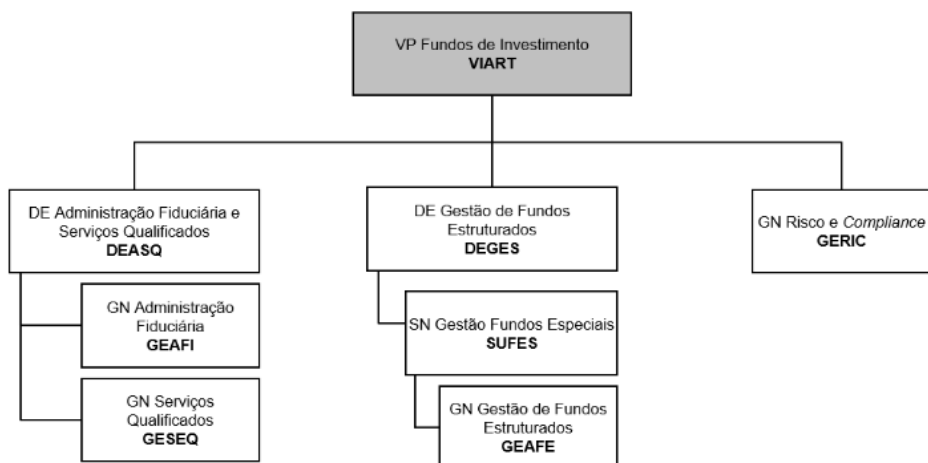 VP Fundos de Investimento
VIART
DE Administração Fiduciária e
Serviços Qualificados
DEASQ
GN Administração
Fiduciária
GEAFI
GN Serviços
Qualificados
GESEQ
DE Gestão de Fundos
Estruturados
DEGES
SN Gestão Fundos Especiais
SUFES
GN Gestão de Fundos
Estruturados
GEAFE
GN Risco e Compliance
GERIC